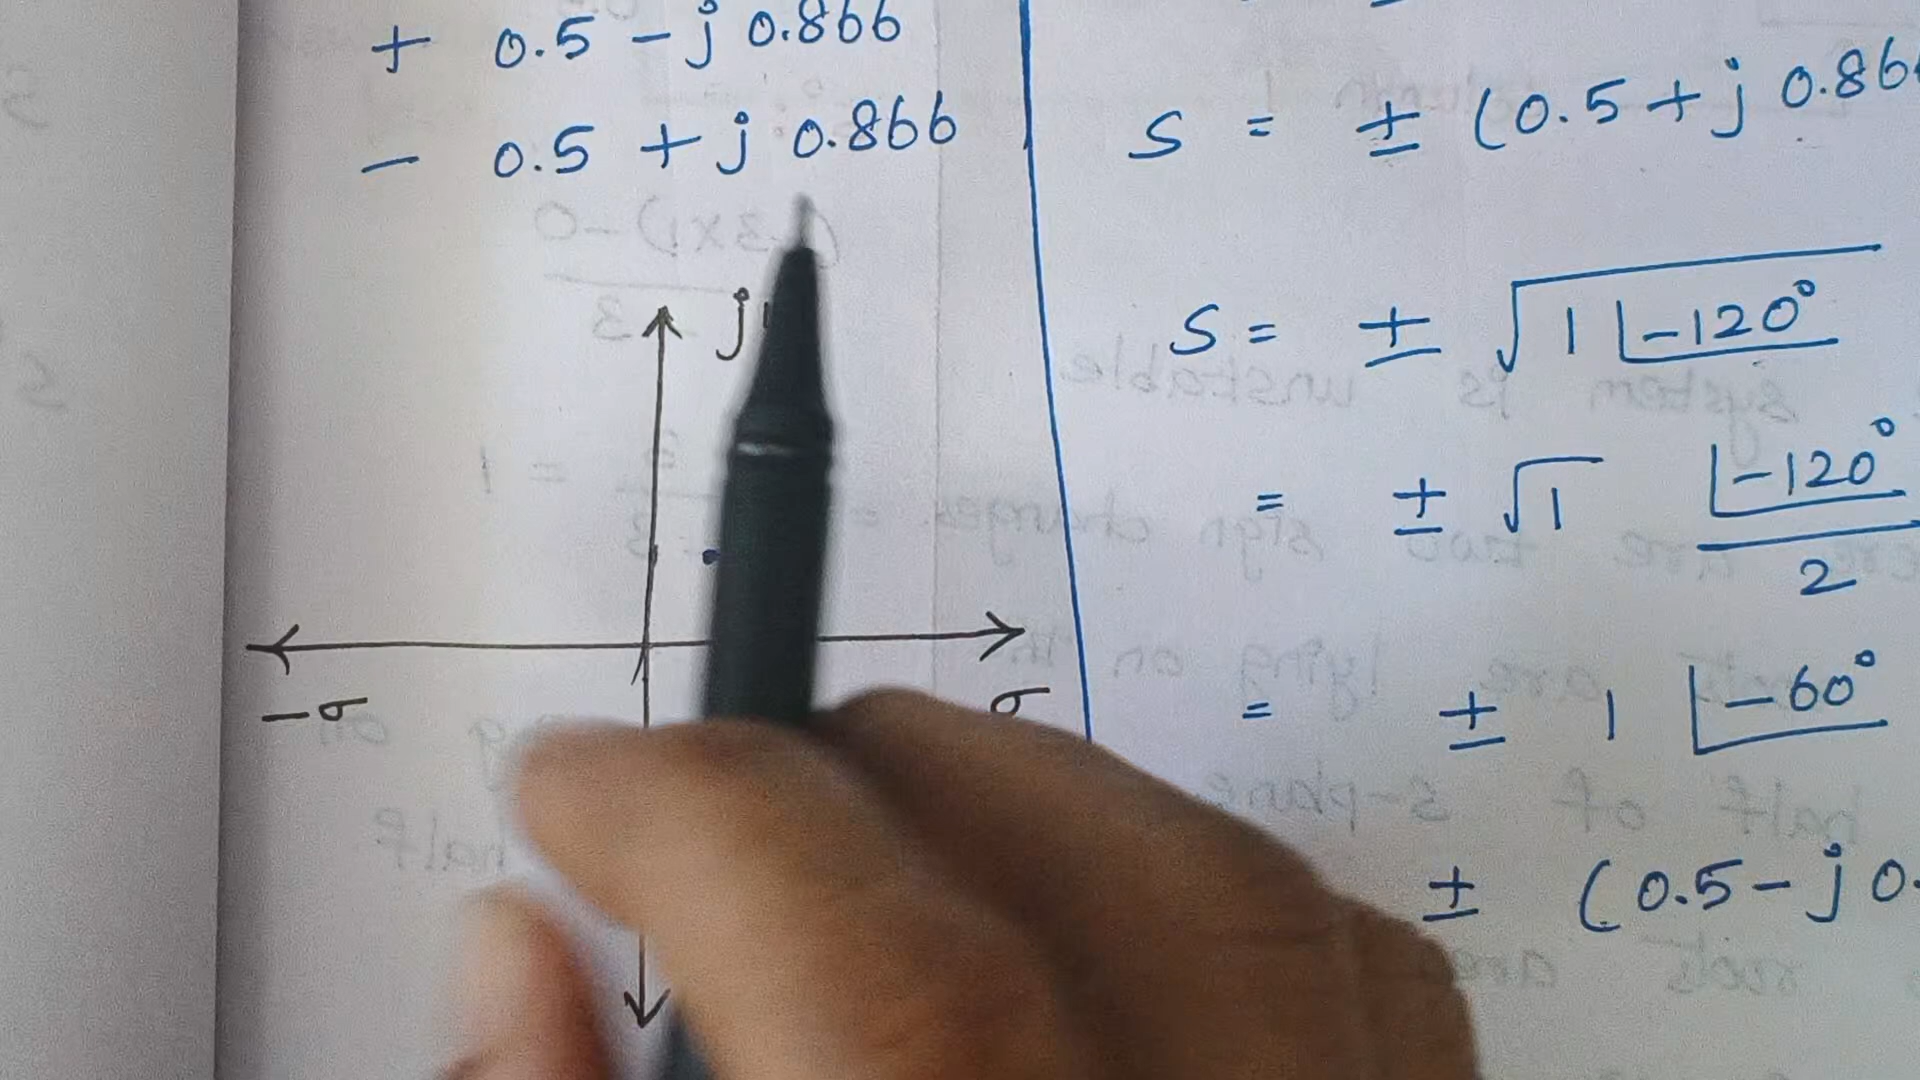 + 0.5 - j 0.866
- 0.5 + j 0.866
j
-σ
σ
S = ± (0.5 + j 0.86
S = ± √1∠-120°
= ± √1 ∠-120°
2
= ± 1 ∠-60°
± (0.5 - j 0.